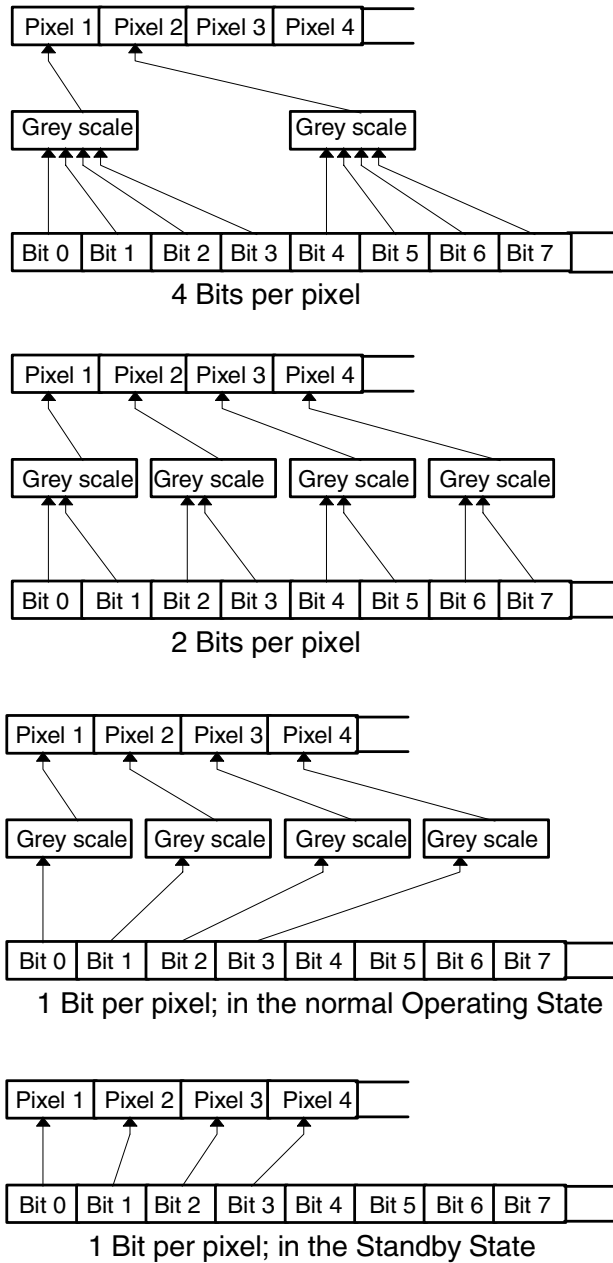 Pixel 1 Pixel 2 Pixel 3 Pixel 4
Grey scale Grey scale
Bit 0 Bit 1 Bit 2 Bit 3 Bit 4 Bit 5 Bit 6 Bit 7
4 Bits per pixel
Pixel 1 Pixel 2 Pixel 3 Pixel 4
Grey scale Grey scale Grey scale Grey scale
Bit 0 Bit 1 Bit 2 Bit 3 Bit 4 Bit 5 Bit 6 Bit 7
2 Bits per pixel
Pixel 1 Pixel 2 Pixel 3 Pixel 4
Grey scale Grey scale Grey scale Grey scale
Bit 0 Bit 1 Bit 2 Bit 3 Bit 4 Bit 5 Bit 6 Bit 7
1 Bit per pixel; in the normal Operating State
Pixel 1 Pixel 2 Pixel 3 Pixel 4
Bit 0 Bit 1 Bit 2 Bit 3 Bit 4 Bit 5 Bit 6 Bit 7
1 Bit per pixel; in the Standby State